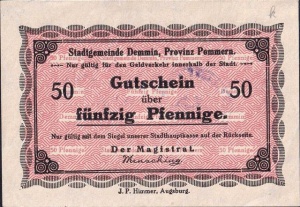 Stadtgemeinde Demmin, Provinz Pommern.
Nur gültig für den Geldverkehr innerhalb der Stadt.
50 Gutschein 50
über
fünfzig Pfennige.
Nur gültig mit dem Siegel unserer Stadthauptkasse auf der Rückseite.
Der Magistrat.
Mensching
J. P. Himmer, Augsburg.